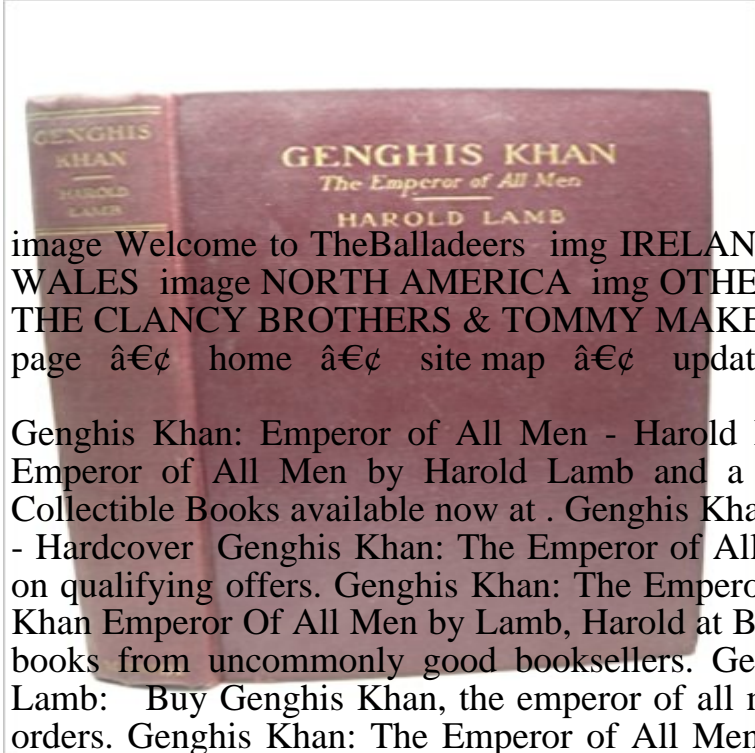 GENGHIS
KHAN
HAROLD
LAMB
GENGHIS KHAN
The Emperor of All Men
HAROLD LAMB
image Welcome to TheBalladeers img IRELAN
WALES image NORTH AMERICA img OTHE
THE CLANCY BROTHERS & TOMMY MAKE
page â€¢ home â€¢ site map â€¢ updat
Genghis Khan: Emperor of All Men - Harold
Emperor of All Men by Harold Lamb and a
Collectible Books available now at . Genghis Kha
- Hardcover Genghis Khan: The Emperor of All
on qualifying offers. Genghis Khan: The Empero
Khan Emperor Of All Men by Lamb, Harold at B
books from uncommonly good booksellers. Ge
Lamb: Buy Genghis Khan, the emperor of all
orders. Genghis Khan: The Emperor of All Men